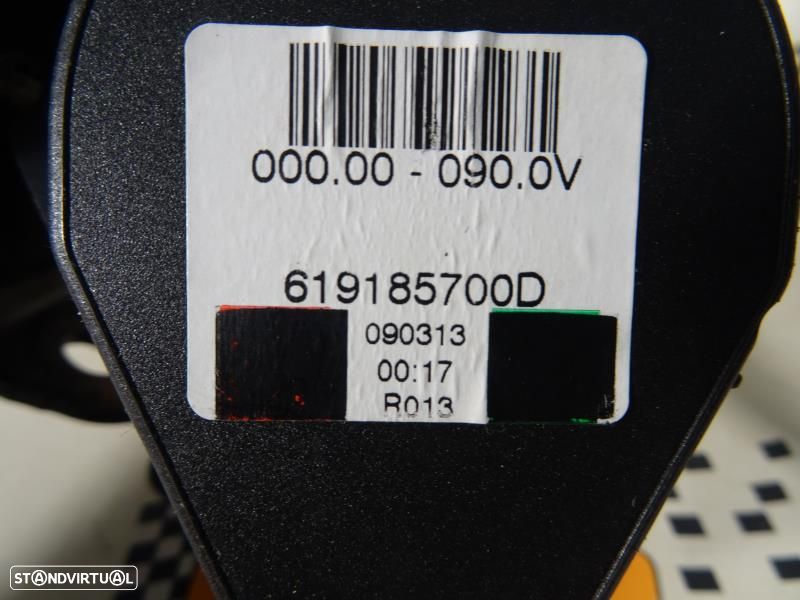 000.00 - 090.0V
619185700D
090313
00:17
R013
STANDVIRTUAL